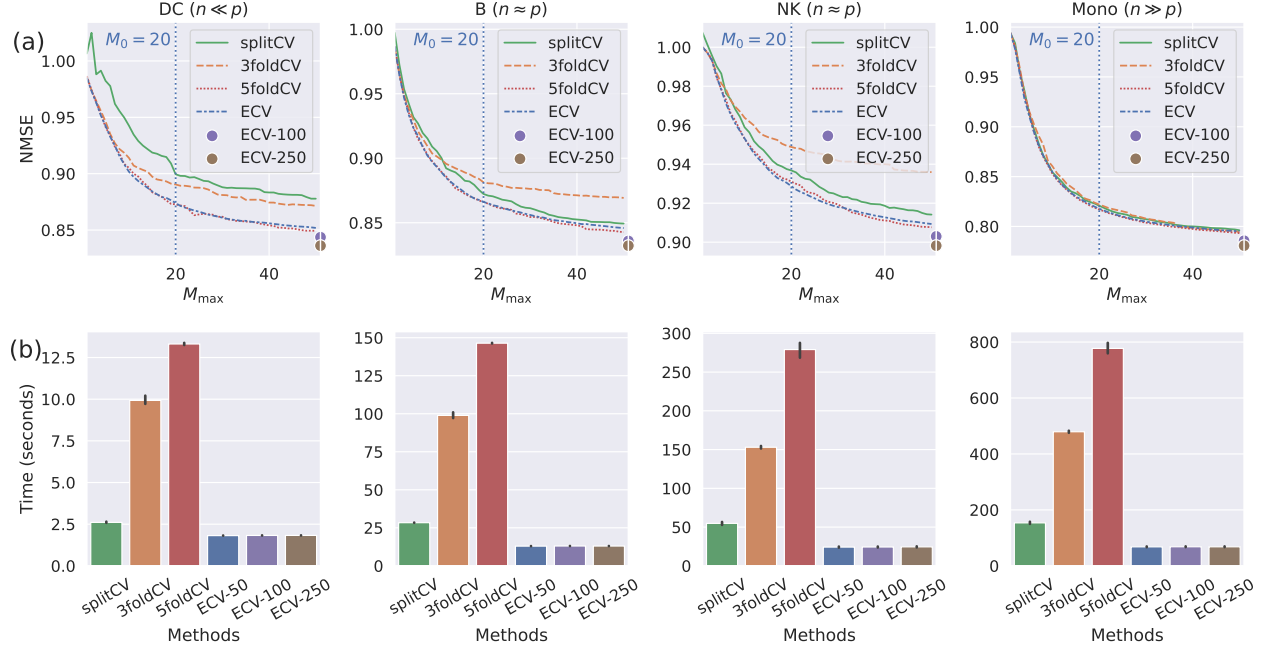 DC (n ≪ p)
B (n ≈ p)
NK (n ≈ p)
Mono (n ≫ p)
(a)
NMSE
1.00
0.95
0.90
0.85
M₀ = 20
splitCV
3foldCV
5foldCV
ECV
ECV-100
ECV-250
20
40
Mmax
1.00
0.95
0.90
0.85
M₀ = 20
splitCV
3foldCV
5foldCV
ECV
ECV-100
ECV-250
20
40
Mmax
1.00
0.98
0.96
0.94
0.92
0.90
M₀ = 20
splitCV
3foldCV
5foldCV
ECV
ECV-100
ECV-250
20
40
Mmax
1.00
0.95
0.90
0.85
0.80
M₀ = 20
splitCV
3foldCV
5foldCV
ECV
ECV-100
ECV-250
20
40
Mmax
(b)
Time (seconds)
12.5
10.0
7.5
5.0
2.5
0.0
splitCV
3foldCV
5foldCV
ECV-50
ECV-100
ECV-250
Methods
150
125
100
75
50
25
0
splitCV
3foldCV
5foldCV
ECV-50
ECV-100
ECV-250
Methods
300
250
200
150
100
50
0
splitCV
3foldCV
5foldCV
ECV-50
ECV-100
ECV-250
Methods
800
600
400
200
0
splitCV
3foldCV
5foldCV
ECV-50
ECV-100
ECV-250
Methods